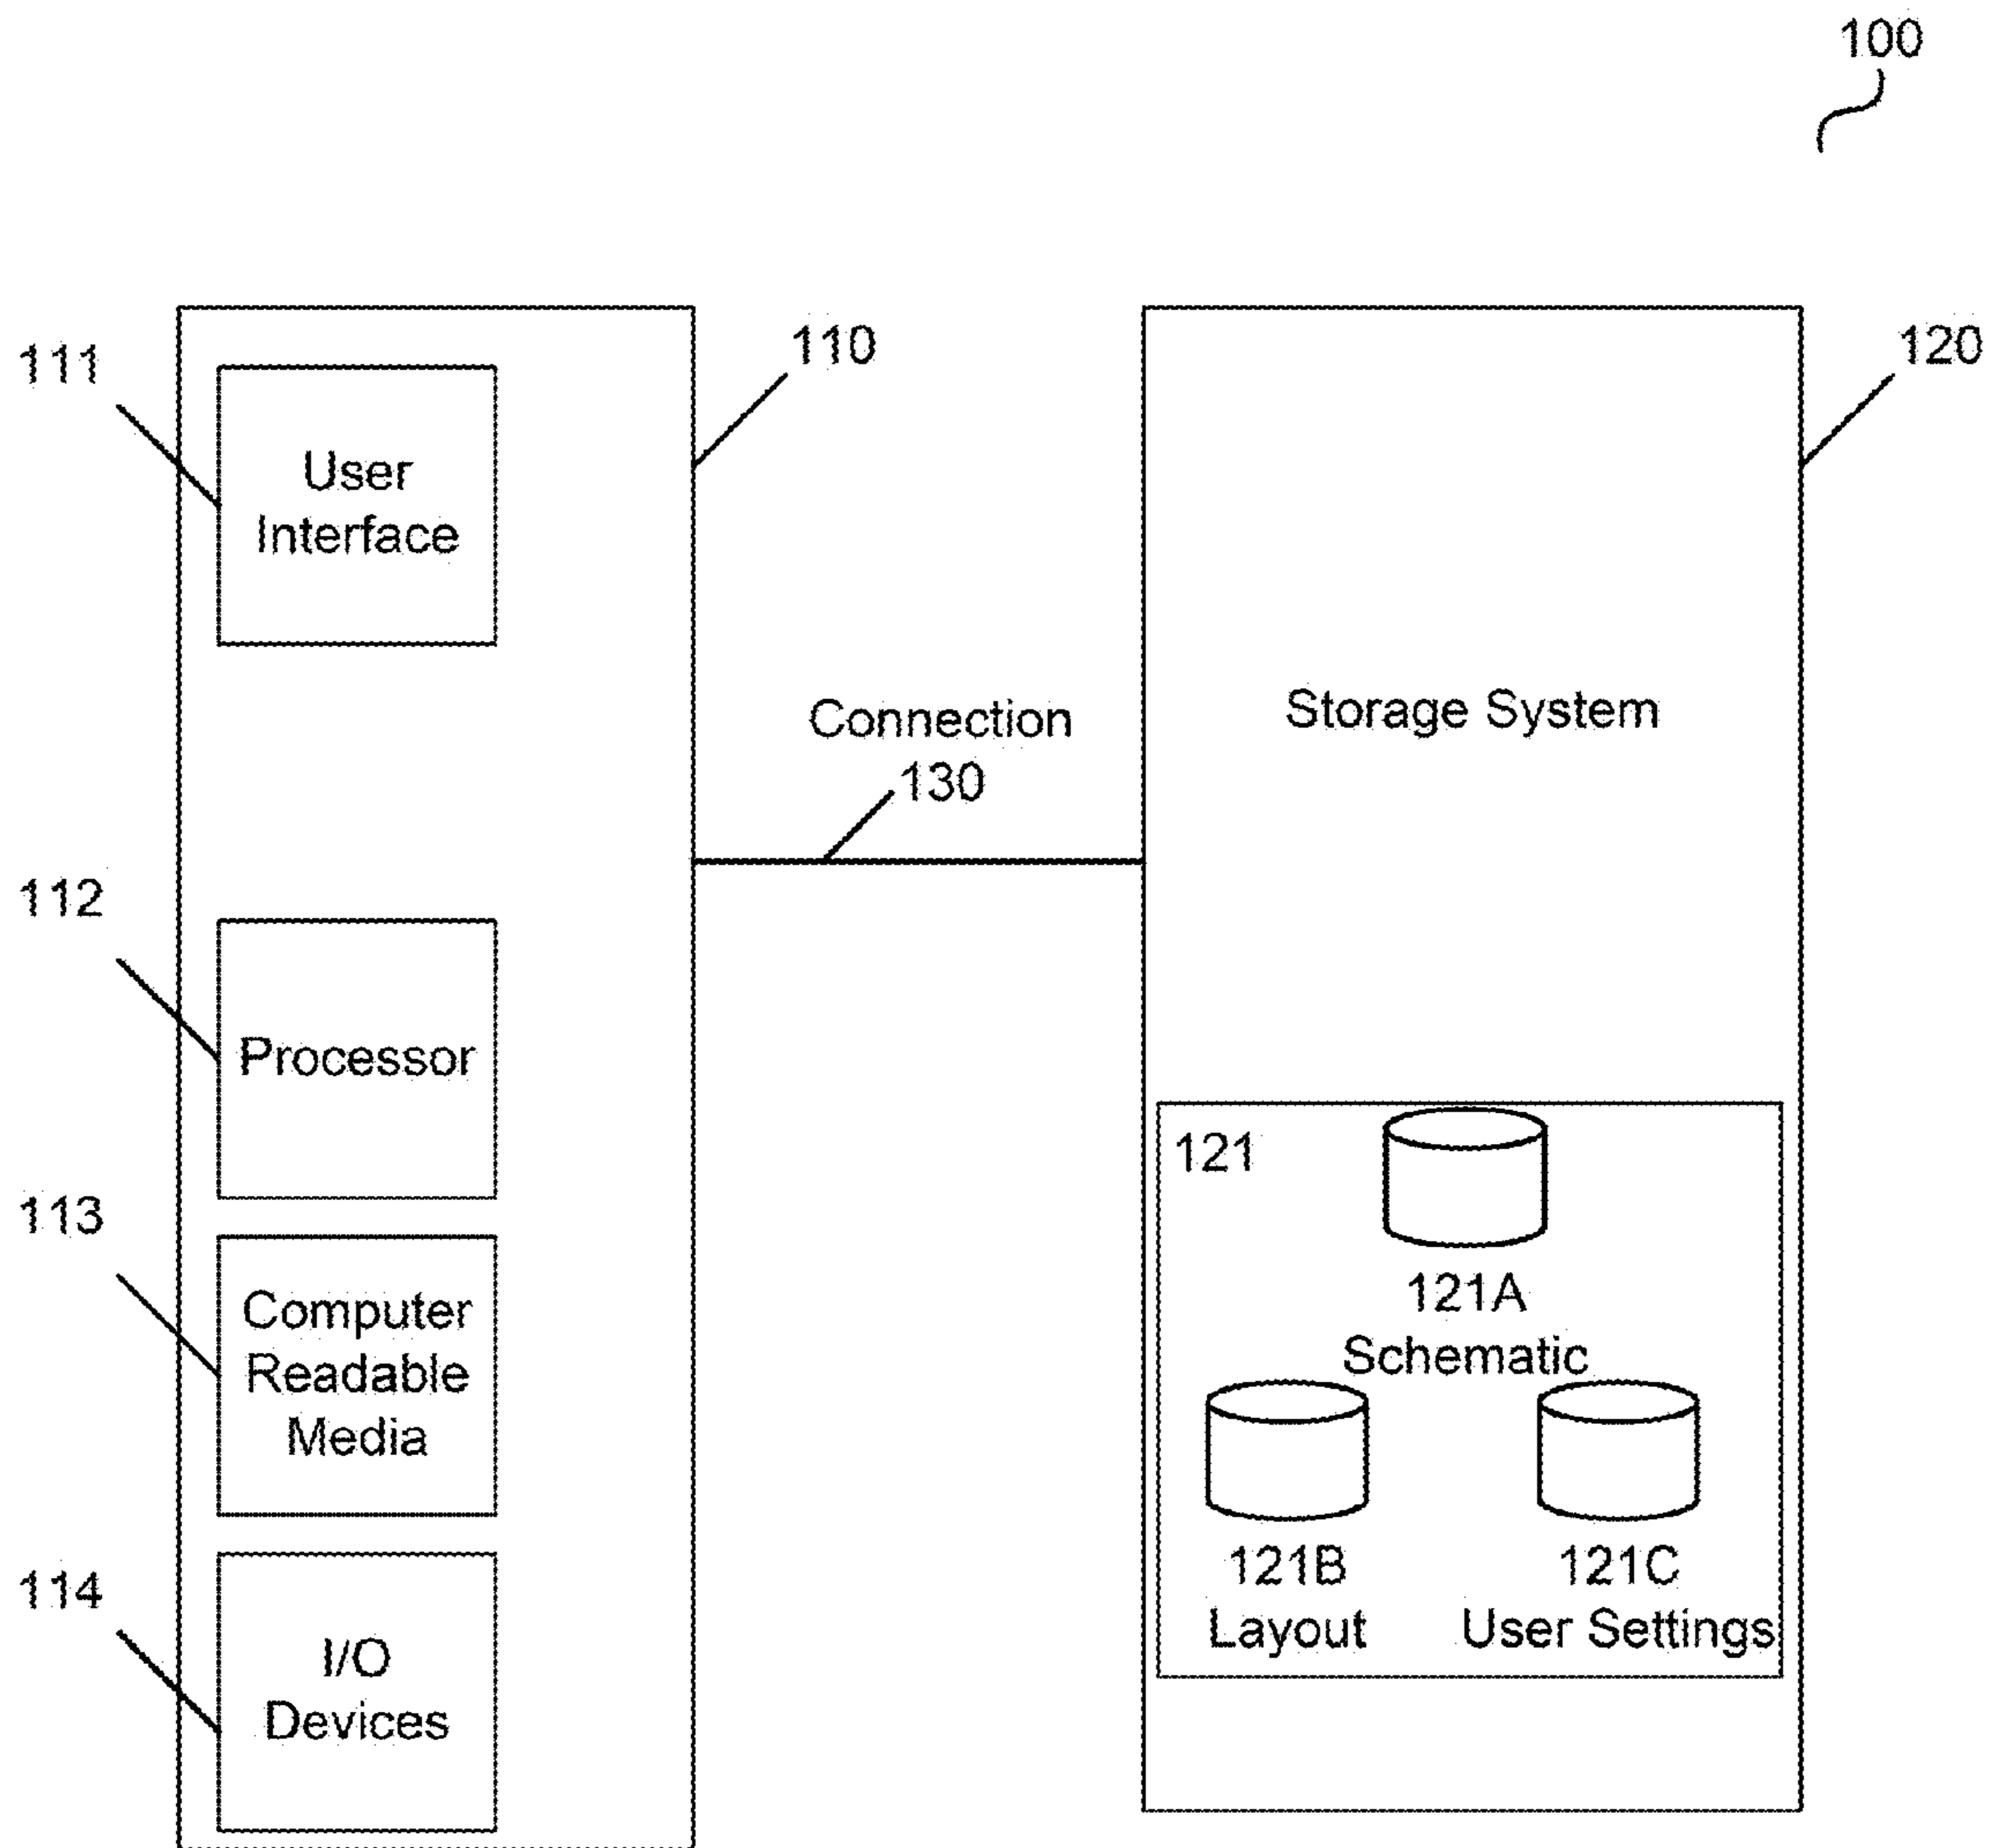 100
110
120
111
User
Interface
Connection
130
Storage System
112
Processor
113
Computer
Readable
Media
114
I/O
Devices
121
121A
Schematic
121B
Layout
121C
User Settings